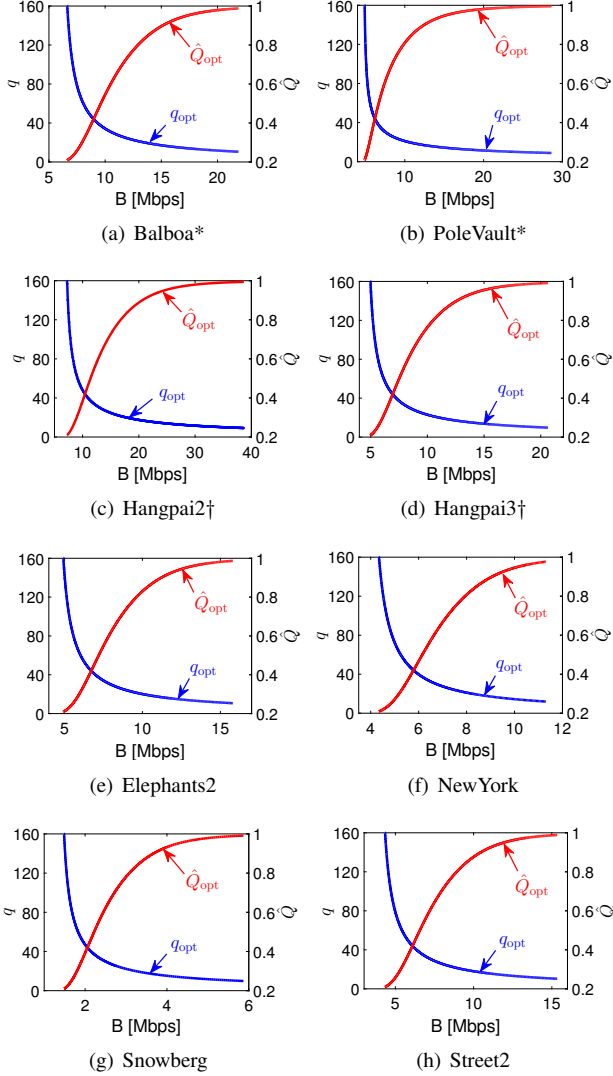 160 120 80 40 0
q
1 0.8 0.6 0.4 0.2
Q̂
Q̂opt
qopt
5 10 15 20
B [Mbps]
(a) Balboa*
160 120 80 40 0
q
1 0.8 0.6 0.4 0.2
Q̂
Q̂opt
qopt
10 20 30
B [Mbps]
(b) PoleVault*
160 120 80 40 0
q
1 0.8 0.6 0.4 0.2
Q̂
Q̂opt
qopt
10 20 30 40
B [Mbps]
(c) Hangpai2†
160 120 80 40 0
q
1 0.8 0.6 0.4 0.2
Q̂
Q̂opt
qopt
5 10 15 20
B [Mbps]
(d) Hangpai3†
160 120 80 40 0
q
1 0.8 0.6 0.4 0.2
Q̂
Q̂opt
qopt
5 10 15
B [Mbps]
(e) Elephants2
160 120 80 40 0
q
1 0.8 0.6 0.4 0.2
Q̂
Q̂opt
qopt
4 6 8 10 12
B [Mbps]
(f) NewYork
160 120 80 40 0
q
1 0.8 0.6 0.4 0.2
Q̂
Q̂opt
qopt
2 4 6
B [Mbps]
(g) Snowberg
160 120 80 40 0
q
1 0.8 0.6 0.4 0.2
Q̂
Q̂opt
qopt
5 10 15
B [Mbps]
(h) Street2